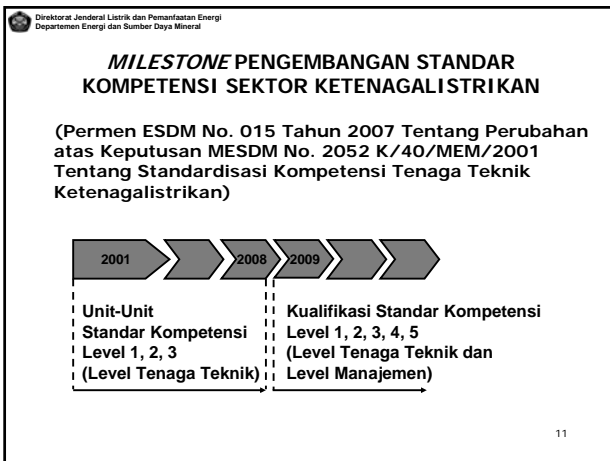 Direktorat Jenderal Listrik dan Pemanfaatan Energi
Departemen Energi dan Sumber Daya Mineral
MILESTONE PENGEMBANGAN STANDAR
KOMPETENSI SEKTOR KETENAGALISTRIKAN
(Permen ESDM No. 015 Tahun 2007 Tentang Perubahan
atas Keputusan MESDM No. 2052 K/40/MEM/2001
Tentang Standardisasi Kompetensi Tenaga Teknik
Ketenagalistrikan)
2001 2008 2009
Unit-Unit
Standar Kompetensi
Level 1, 2, 3
(Level Tenaga Teknik)
Kualifikasi Standar Kompetensi
Level 1, 2, 3, 4, 5
(Level Tenaga Teknik dan
Level Manajemen)
11